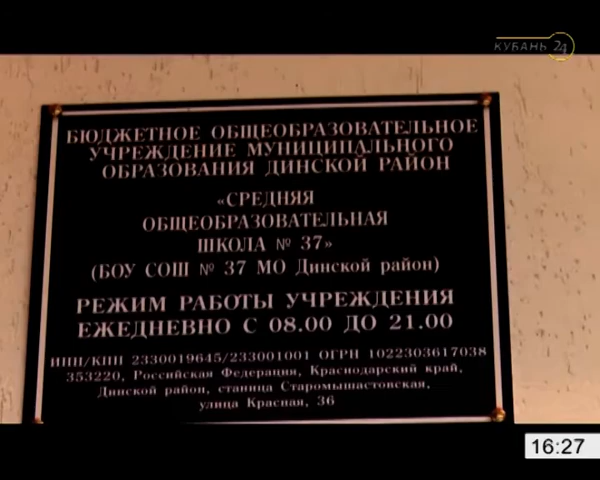 КУБАНЬ 24
БЮДЖЕТНОЕ ОБЩЕОБРАЗОВАТЕЛЬНОЕ
УЧРЕЖДЕНИЕ МУНИЦИПАЛЬНОГО
ОБРАЗОВАНИЯ ДИНСКОЙ РАЙОН
«СРЕДНЯЯ
ОБЩЕОБРАЗОВАТЕЛЬНАЯ
ШКОЛА № 37»
(БОУ СОШ № 37 МО Динской район)
РЕЖИМ РАБОТЫ УЧРЕЖДЕНИЯ
ЕЖЕДНЕВНО С 08.00 ДО 21.00
ИНН/КПП 2330019645/233001001 ОГРН 1022303617038
353220, Российская Федерация, Краснодарский край,
Динской район, станица Старомышастовская,
улица Красная, 36
16:27